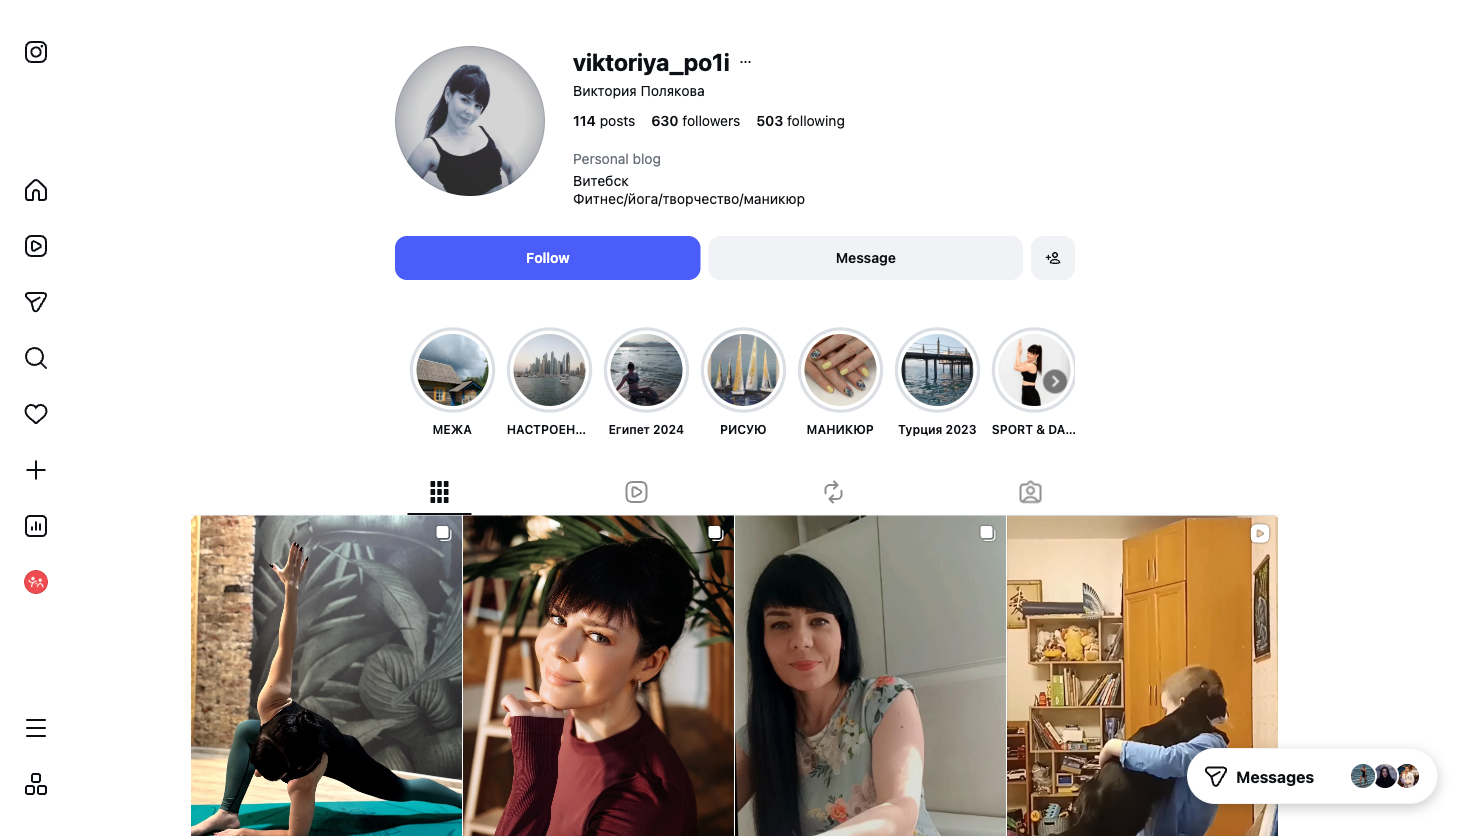 viktoriya_po1i ...
Виктория Полякова
114 posts 630 followers 503 following
Personal blog
Витебск
Фитнес/йога/творчество/маникюр
Follow
Message
МЕЖА
НАСТРОЕН...
Египет 2024
РИСУЮ
МАНИКЮР
Турция 2023
SPORT & DA...
Messages